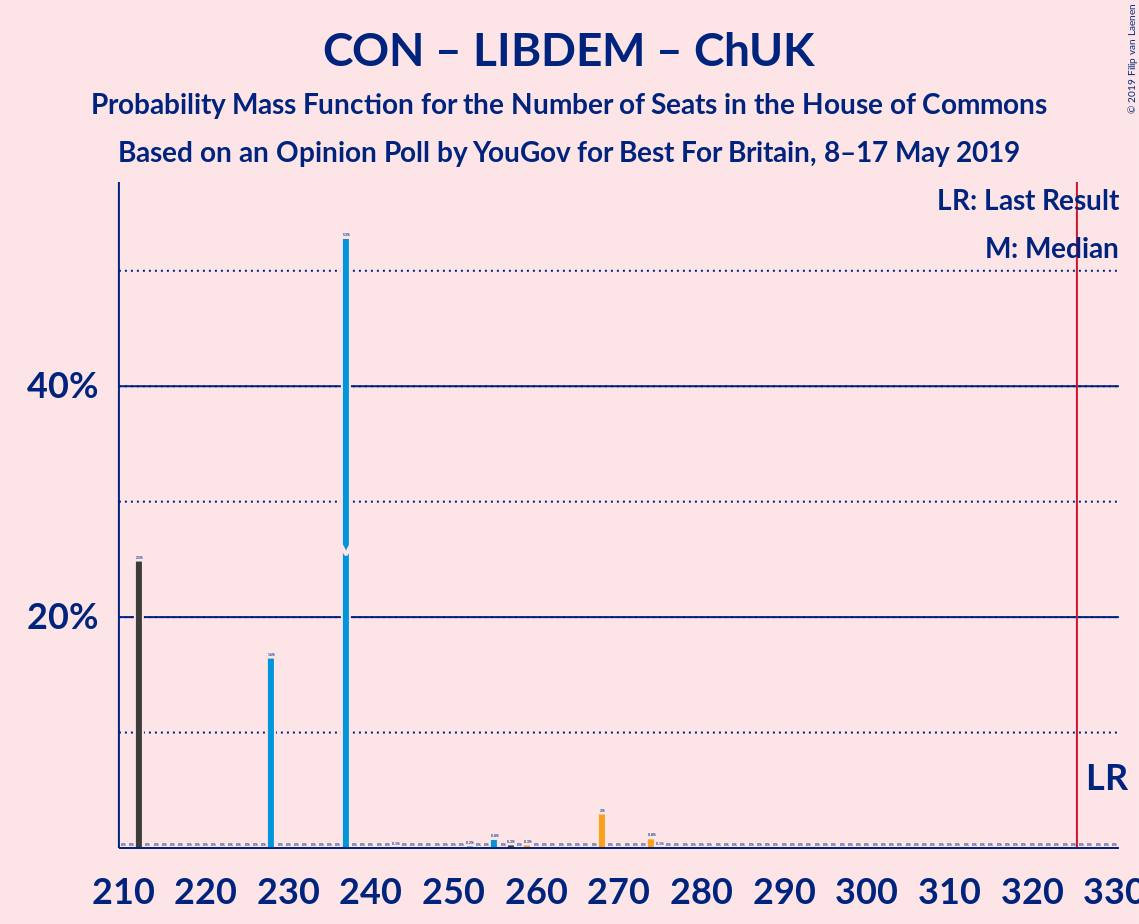 CON – LIBDEM – ChUK
Probability Mass Function for the Number of Seats in the House of Commons
Based on an Opinion Poll by YouGov for Best For Britain, 8–17 May 2019
© 2019 Filip van Laenen
LR: Last Result
M: Median
40%
20%
LR
210 220 230 240 250 260 270 280 290 300 310 320 330